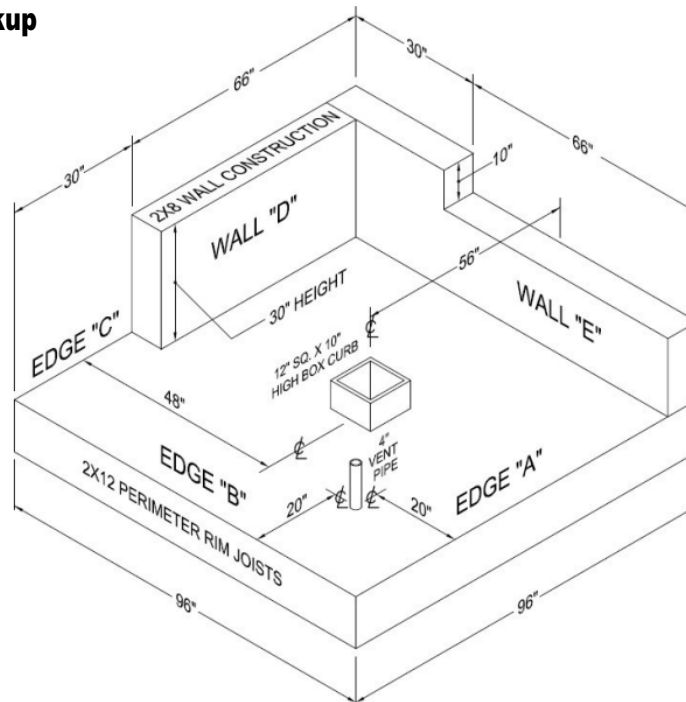 kup
66"
30"
66"
30"
10"
2X8 WALL CONSTRUCTION
WALL "D"
56"
WALL "E"
30" HEIGHT
EDGE "C"
12" SQ. X 10"
HIGH BOX CURB
48"
4"
VENT
PIPE
EDGE "B"
EDGE "A"
20"
20"
2X12 PERIMETER RIM JOISTS
96"
96"